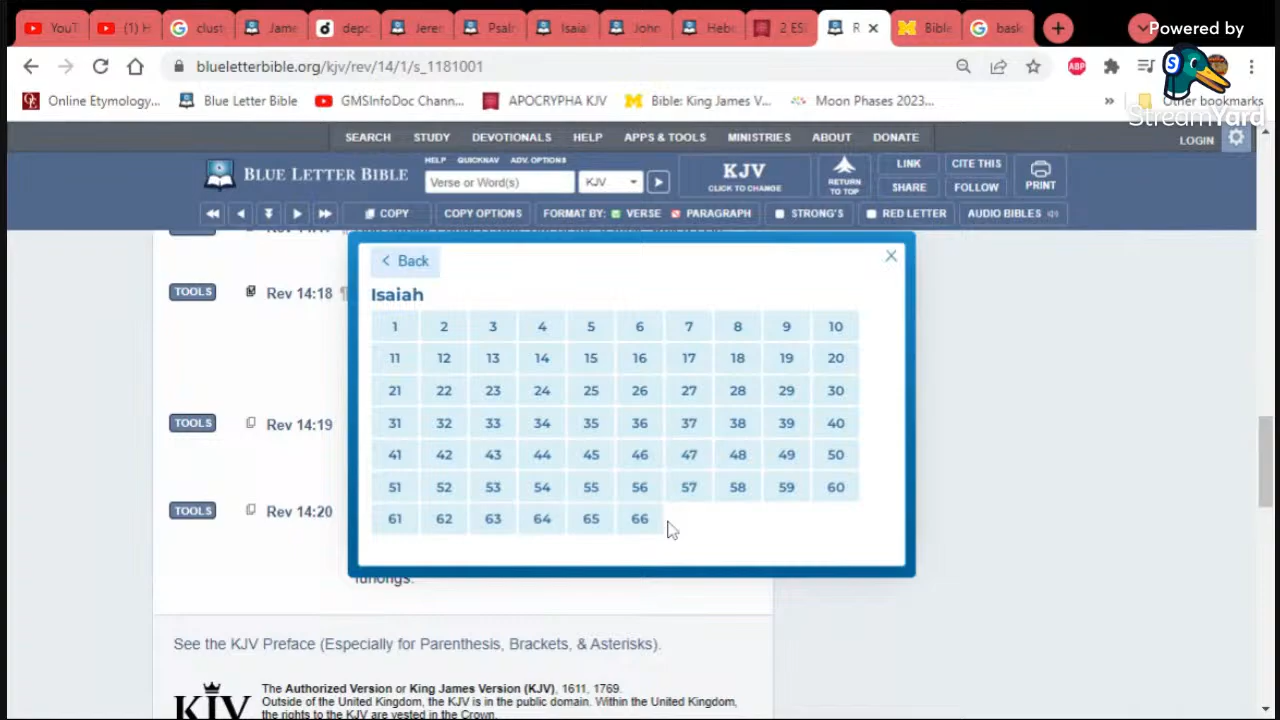 YouT
(1) H
clust
Jame
depo
Jerer
Psalr
Isaia
John
Hebr
2 ES
R
Bible
bask
Powered by
StreamYard
blueletterbible.org/kjv/rev/14/1/s_1181001
ABP
Online Etymology...
Blue Letter Bible
GMSInfoDoc Chann...
APOCRYPHA KJV
Bible: King James V...
Moon Phases 2023...
»
Other bookmarks
SEARCH STUDY DEVOTIONALS HELP APPS & TOOLS MINISTRIES ABOUT DONATE
LOGIN
BLUE LETTER BIBLE
HELP QUICKNAV ADV. OPTIONS
Verse or Word(s) KJV
KJV
CLICK TO CHANGE
RETURN
TO TOP
LINK CITE THIS
SHARE FOLLOW
PRINT
COPY COPY OPTIONS FORMAT BY: VERSE PARAGRAPH STRONG'S RED LETTER AUDIO BIBLES
TOOLS
TOOLS Rev 14:18 ¶
TOOLS Rev 14:19
TOOLS Rev 14:20
Back
Isaiah
1 2 3 4 5 6 7 8 9 10
11 12 13 14 15 16 17 18 19 20
21 22 23 24 25 26 27 28 29 30
31 32 33 34 35 36 37 38 39 40
41 42 43 44 45 46 47 48 49 50
51 52 53 54 55 56 57 58 59 60
61 62 63 64 65 66
furlongs.
See the KJV Preface (Especially for Parenthesis, Brackets, & Asterisks).
KJV
The Authorized Version or King James Version (KJV), 1611, 1769.
Outside of the United Kingdom, the KJV is in the public domain. Within the United Kingdom,
the rights to the KJV are vested in the Crown.